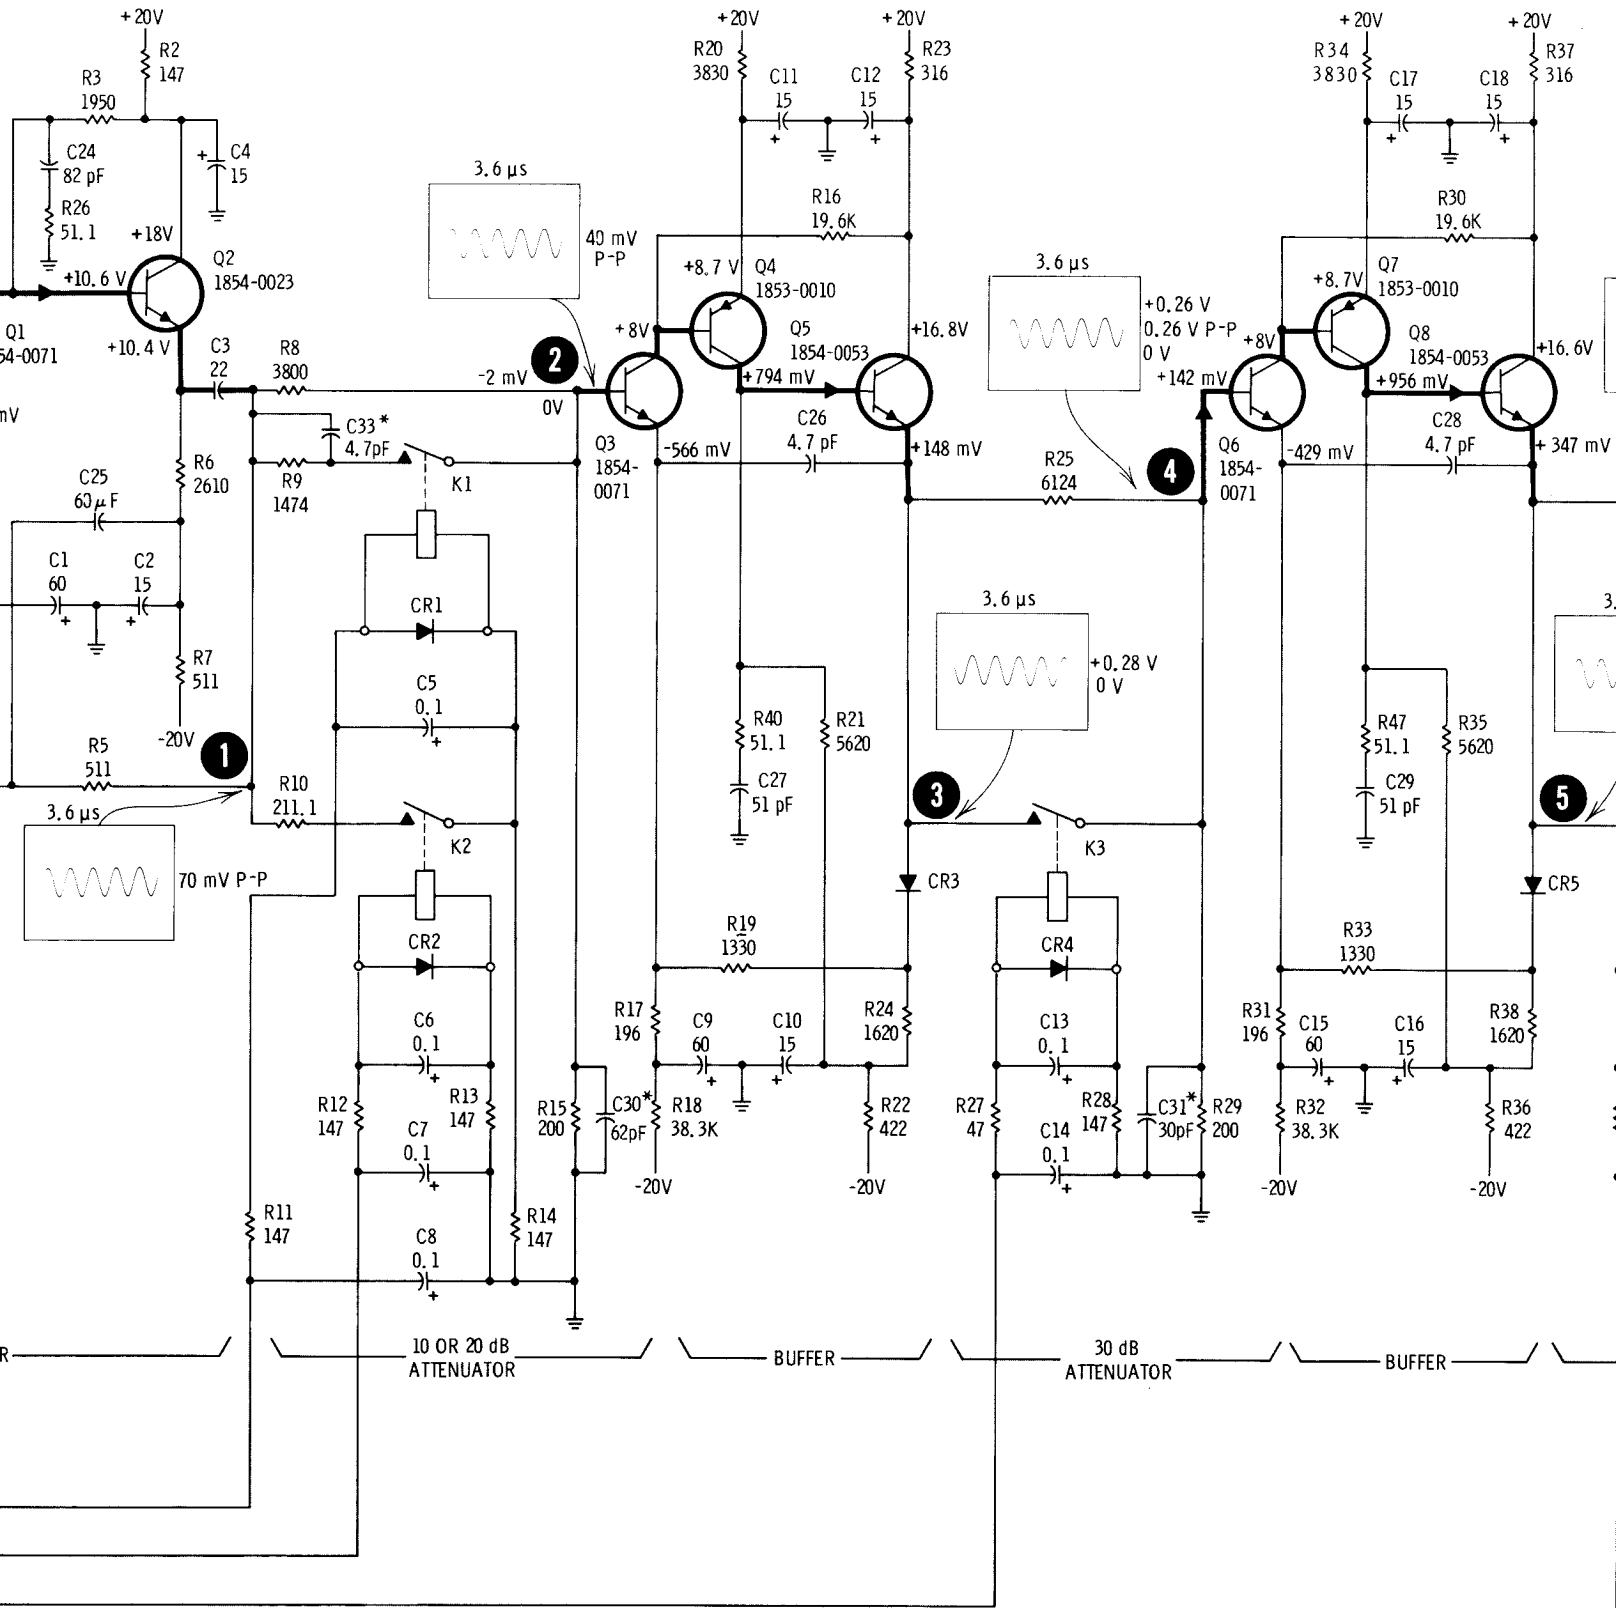 +20V
R2
147
R3
1950
C24
82 pF
R26
51.1
+
C4
15
+18V
+10.6 V
Q2
1854-0023
Q1
54-0071
+10.4 V
C3
22
R8
3800
mV
C33*
4.7pF
R9
1474
K1
R6
2610
C25
60 µF
C1
60
+
C2
15
+
R7
511
-20V
1
R5
511
3.6 µs
70 mV P-P
R10
211.1
K2
CR1
C5
0.1
+
CR2
C6
0.1
+
R12
147
R13
147
C7
0.1
+
R11
147
C8
0.1
+
R14
147
R15
200
C30*
62pF
3.6 µs
40 mV
P-P
2
-2 mV
0V
+8V
Q3
1854-
0071
-566 mV
+20V
R20
3830
C11
15
+
C12
15
+
+20V
R23
316
R16
19.6K
+8.7 V
Q4
1853-0010
Q5
1854-0053
+16.8V
+794 mV
C26
4.7 pF
+148 mV
R40
51.1
C27
51 pF
R21
5620
R19
1330
R17
196
C9
60
+
C10
15
+
R24
1620
R18
38.3K
-20V
R22
422
-20V
CR3
3
3.6 µs
+0.28 V
0 V
K3
CR4
C13
0.1
+
R27
47
R28
147
C14
0.1
+
C31*
30pF
R29
200
3.6 µs
+0.26 V
0.26 V P-P
0 V
+142 mV
R25
6124
4
+8V
Q6
1854-
0071
-429 mV
+20V
R34
3830
C17
15
+
C18
15
+
+20V
R37
316
R30
19.6K
+8.7V
Q7
1853-0010
Q8
1854-0053
+16.6V
+956 mV
C28
4.7 pF
+ 347 mV
R47
51.1
C29
51 pF
R35
5620
5
3.
CR5
R33
1330
R31
196
C15
60
+
C16
15
+
R38
1620
R32
38.3K
-20V
R36
422
-20V
R
10 OR 20 dB
ATTENUATOR
BUFFER
30 dB
ATTENUATOR
BUFFER